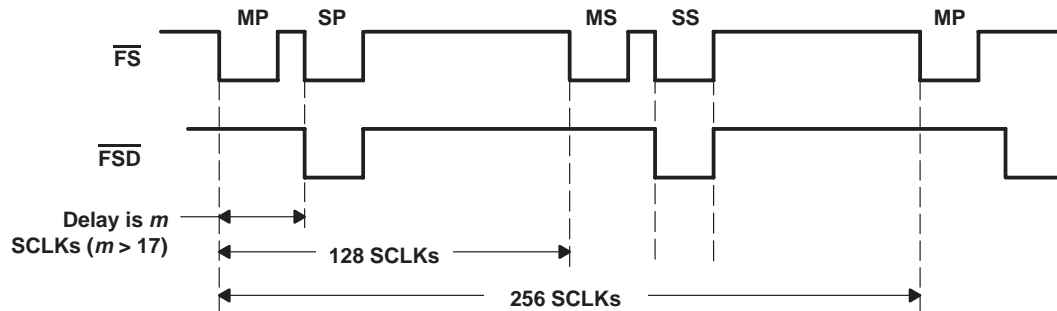 MP SP MS SS MP
FS
FSD
Delay is m
SCLKs (m > 17)
128 SCLKs
256 SCLKs